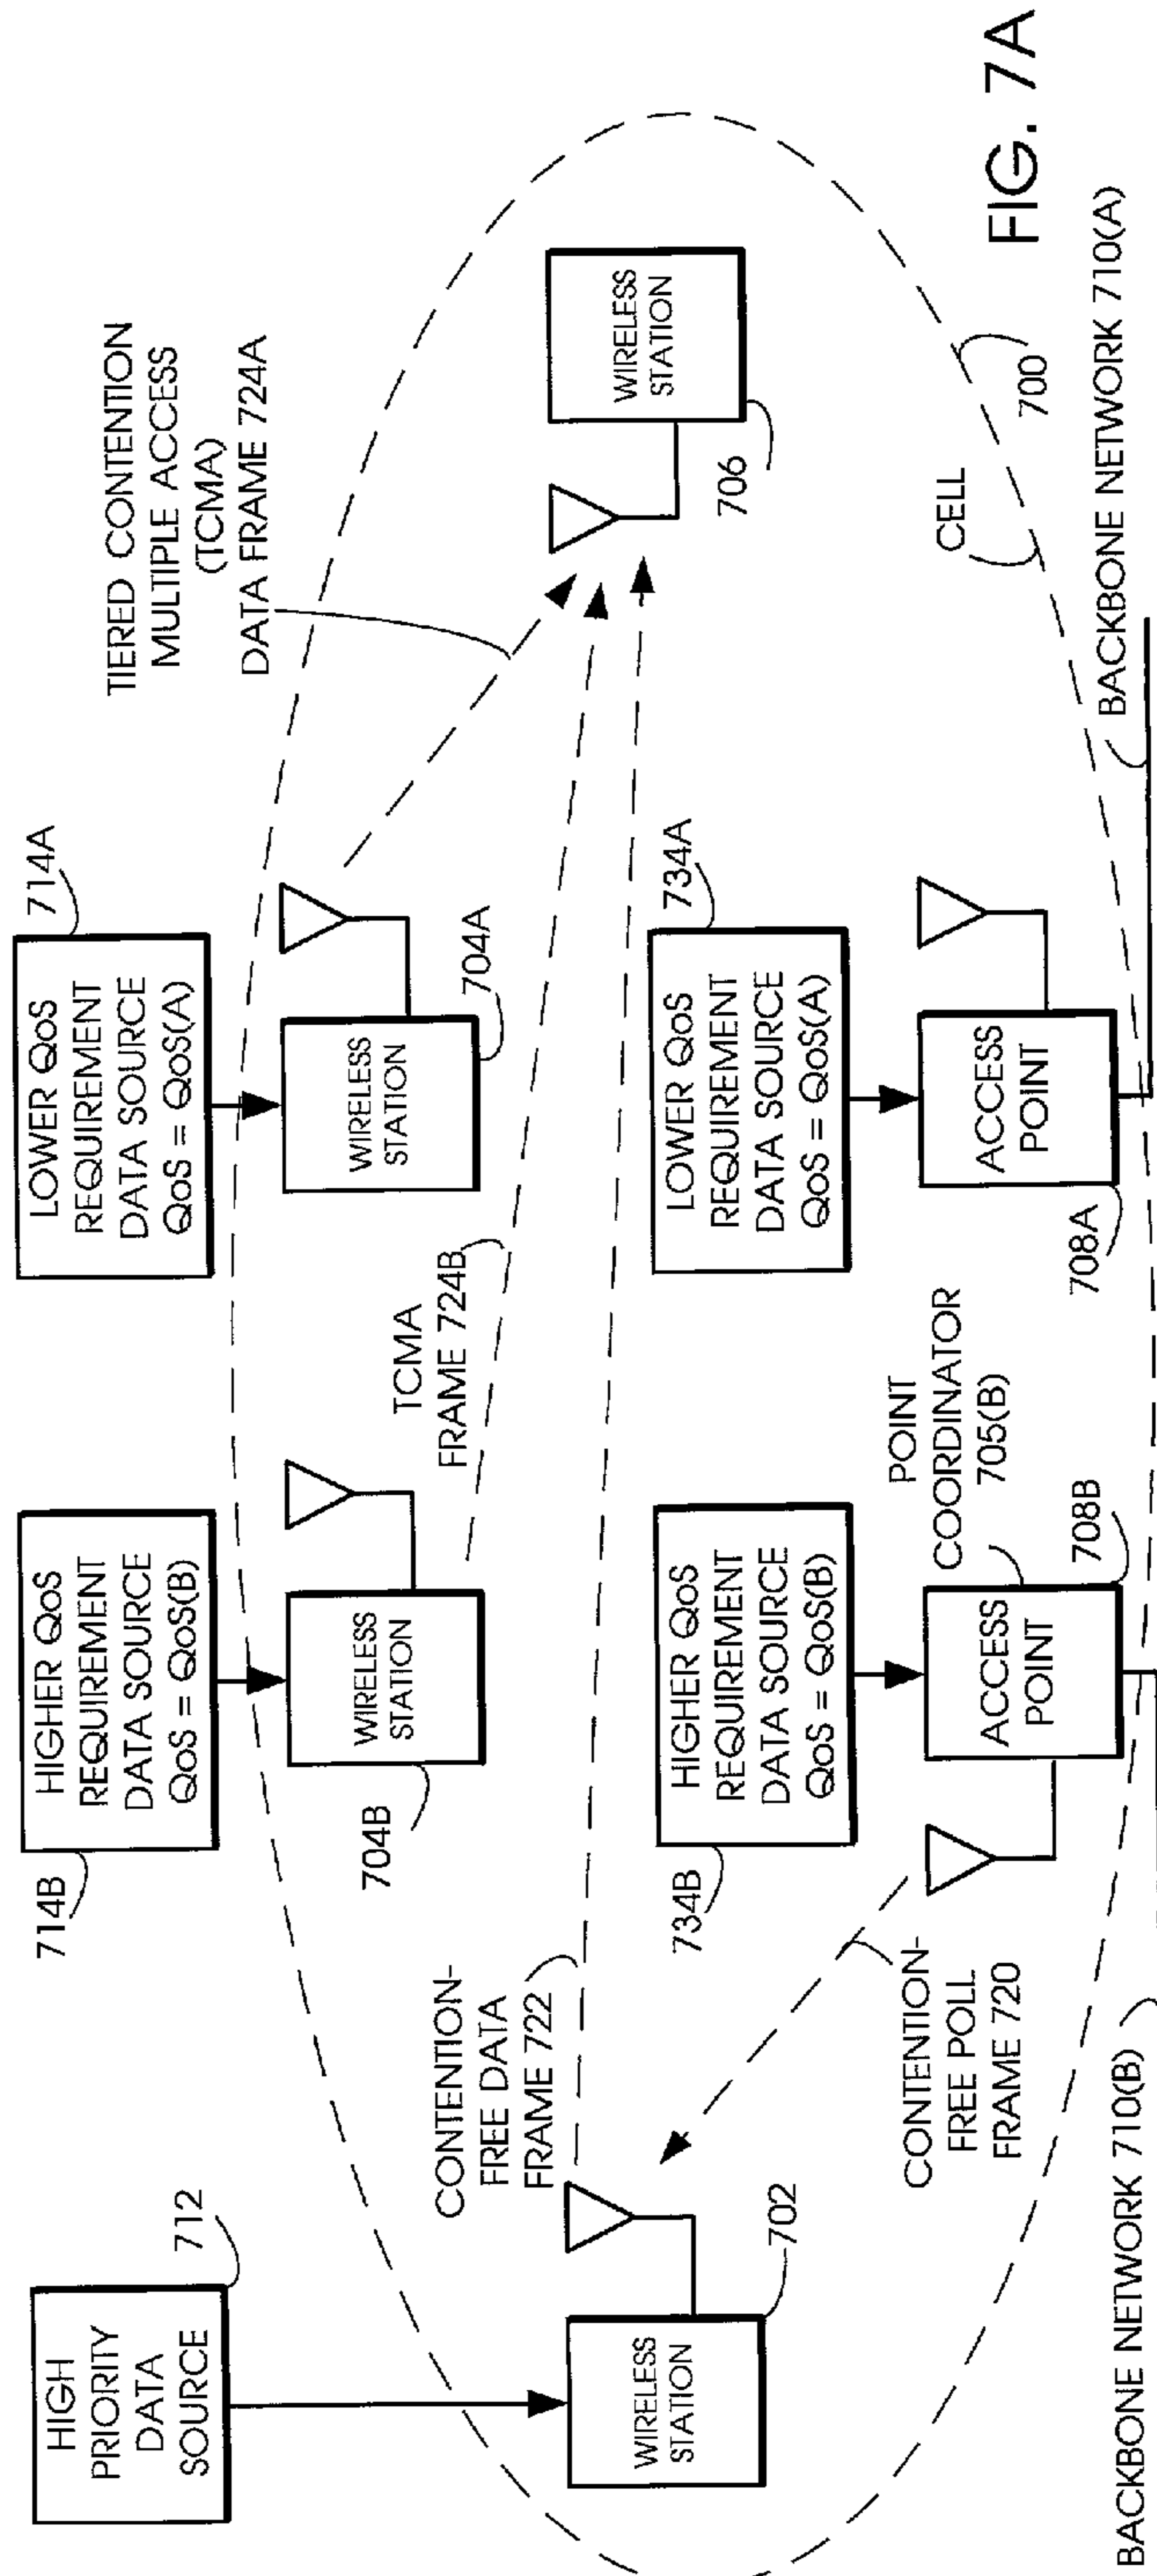 HIGH
PRIORITY
DATA
SOURCE
712
HIGHER QoS
REQUIREMENT
DATA SOURCE
QoS = QoS(B)
714B
LOWER QoS
REQUIREMENT
DATA SOURCE
QoS = QoS(A)
714A
TIERED CONTENTION
MULTIPLE ACCESS
(TCMA)
DATA FRAME 724A
WIRELESS
STATION
704B
WIRELESS
STATION
704A
TCMA
FRAME 724B
CONTENTION-
FREE DATA
FRAME 722
WIRELESS
STATION
702
WIRELESS
STATION
706
HIGHER QoS
REQUIREMENT
DATA SOURCE
QoS = QoS(B)
734B
LOWER QoS
REQUIREMENT
DATA SOURCE
QoS = QoS(A)
734A
CONTENTION-
FREE POLL
FRAME 720
POINT
COORDINATOR
705(B)
ACCESS
POINT
708B
ACCESS
POINT
708A
CELL
700
BACKBONE NETWORK 710(B)
BACKBONE NETWORK 710(A)
FIG. 7A